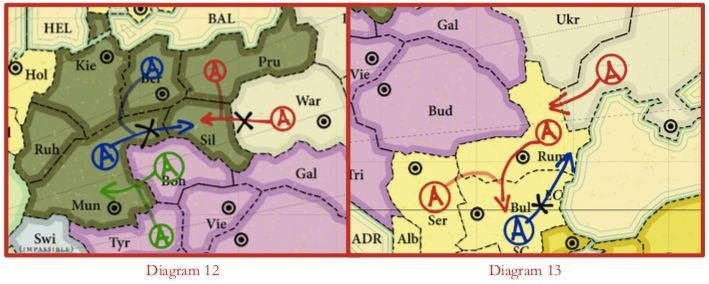 HEL
BAL
Kie
Ber
Pru
Hol
War
Ruh
Sil
Boh
Gal
Mun
Vie
Tyr
Swi
(IMPASSIBLE)
A
A
A
A
A
A
Gal
Ukr
Vie
Bud
Tri
Rum
Ser
Bul
EC
ADR
Alb
SC
A
A
A
A
Diagram 12
Diagram 13